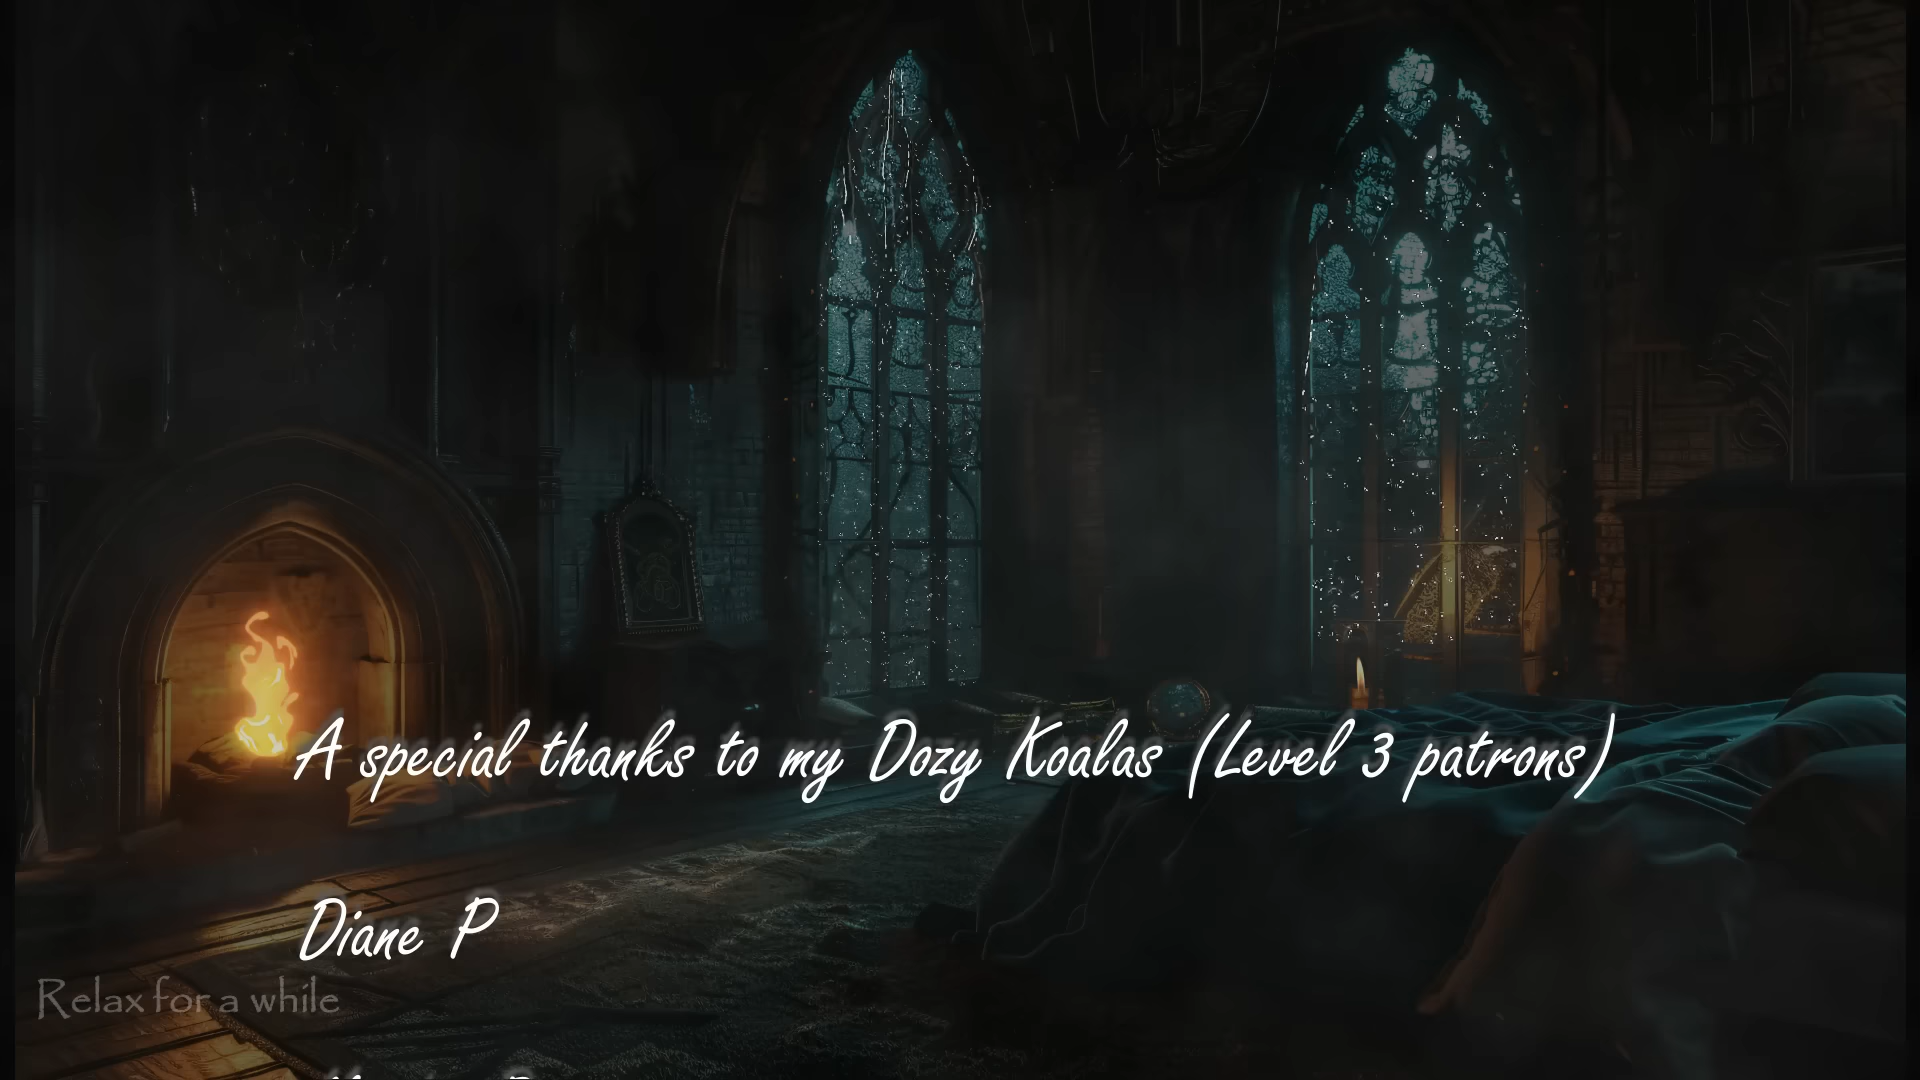 A special thanks to my Dozy Koalas (Level 3 patrons)
Diane P
Relax for a while